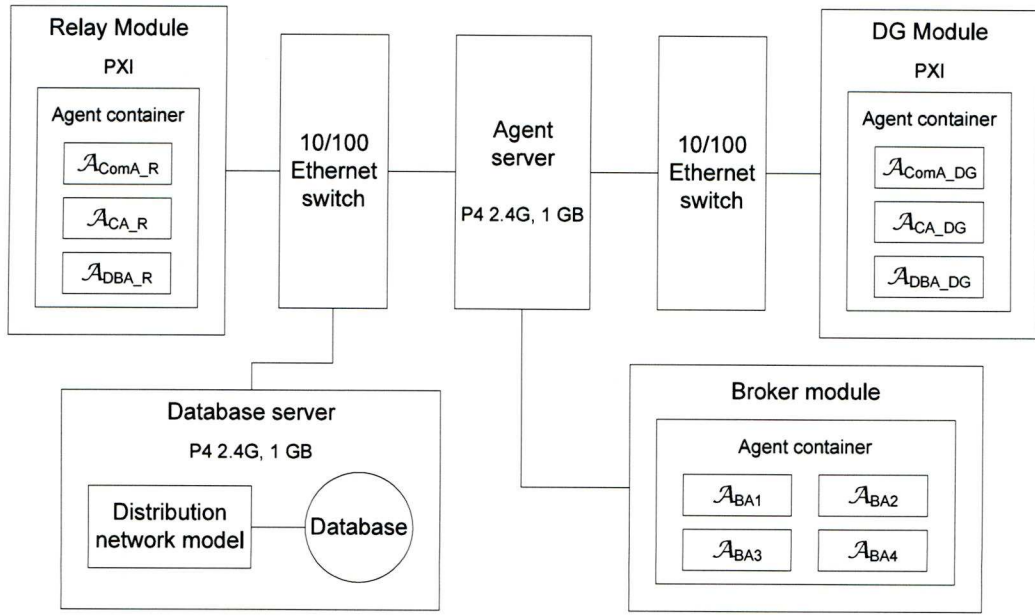 Relay Module
PXI
Agent container
𝒜ComA_R
𝒜CA_R
𝒜DBA_R
10/100
Ethernet
switch
Agent
server
P4 2.4G, 1 GB
10/100
Ethernet
switch
DG Module
PXI
Agent container
𝒜ComA_DG
𝒜CA_DG
𝒜DBA_DG
Database server
P4 2.4G, 1 GB
Distribution
network model
Database
Broker module
Agent container
𝒜BA1
𝒜BA2
𝒜BA3
𝒜BA4